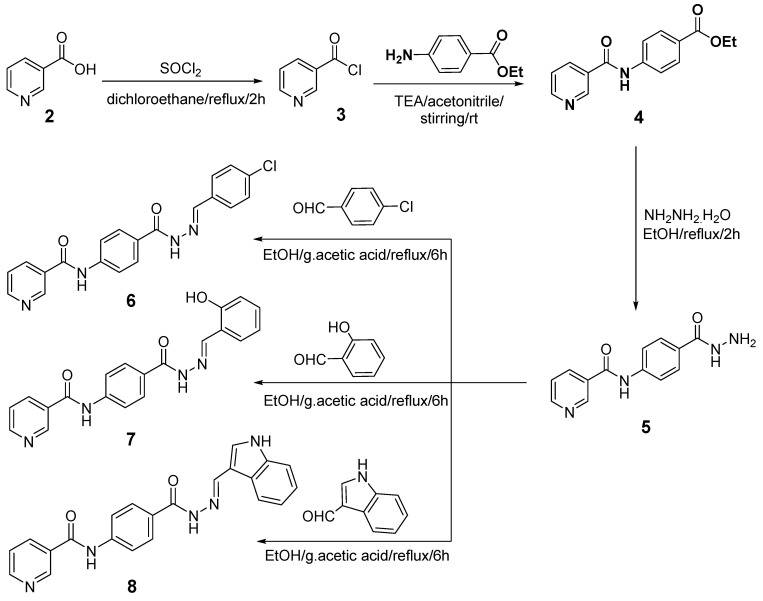 O
OH
N
2
SOCl2
dichloroethane/reflux/2h
O
Cl
N
3
H2N
O
OEt
TEA/acetonitrile/
stirring/rt
O
OEt
O
N
H
N
4
NH2NH2.H2O
EtOH/reflux/2h
O
NH2
N
H
O
N
H
N
5
Cl
O
N
N
H
O
N
H
N
6
OHC
Cl
EtOH/g.acetic acid/reflux/6h
HO
O
N
N
H
O
N
H
N
7
HO
OHC
EtOH/g.acetic acid/reflux/6h
NH
O
N
N
H
O
N
H
N
8
H
N
OHC
EtOH/g.acetic acid/reflux/6h